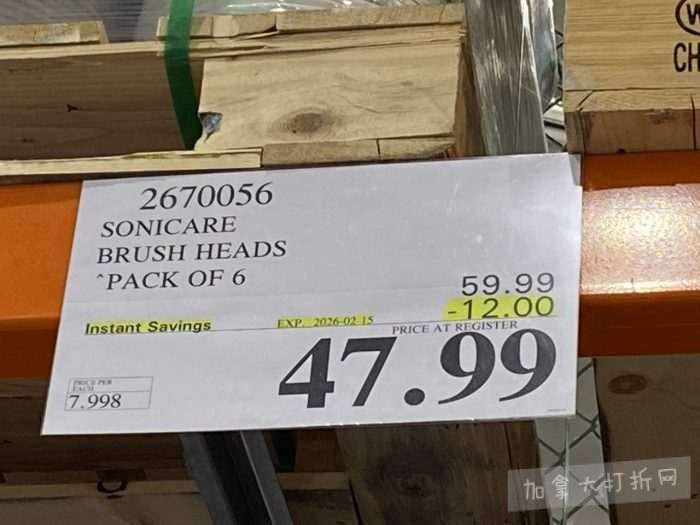 2670056
SONICARE
BRUSH HEADS
^PACK OF 6
59.99
-12.00
Instant Savings
EXP. 2026-02-15
PRICE AT REGISTER
47.99
PRICE PER
EACH
7.998
W
CH
加拿大打折网